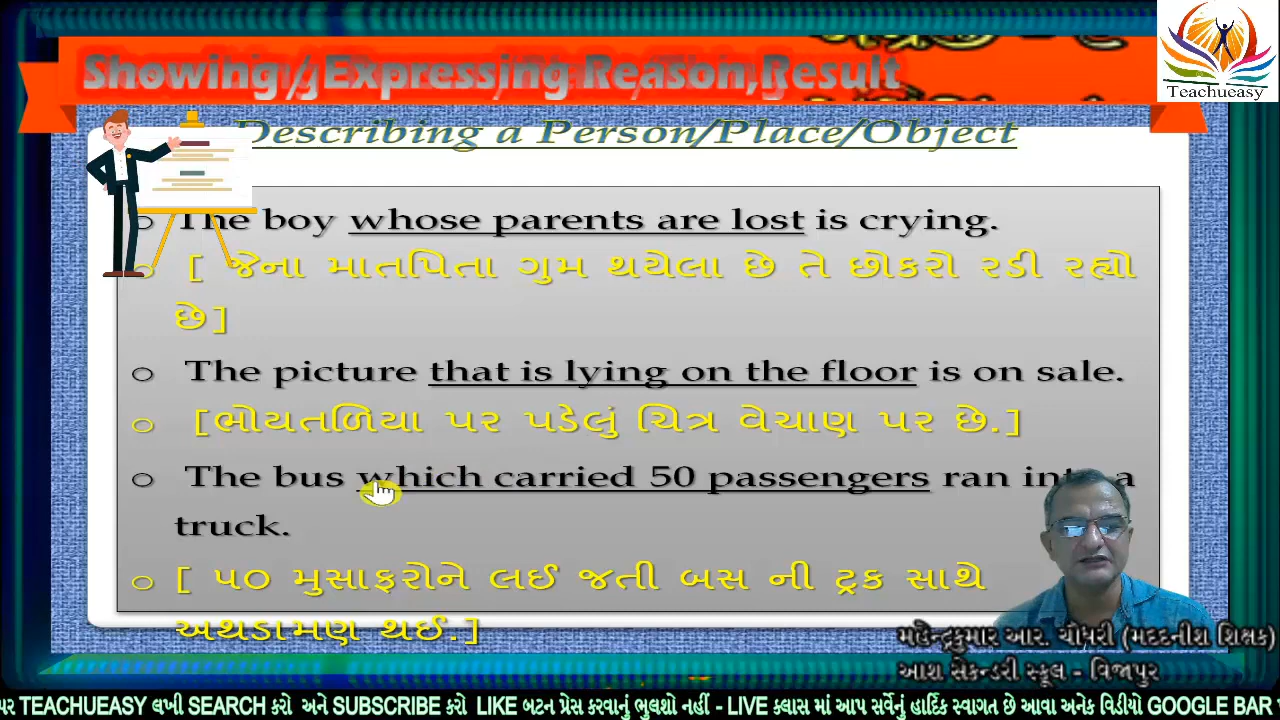 Showing / Expressing Reason,Result
Teachueasy
Describing a Person/Place/Object
The boy whose parents are lost is crying.
[ જેના માતપિતા ગુમ થયેલા છે તે છોકરો રડી રહ્યો
છે]
The picture that is lying on the floor is on sale.
[ભોયતળિયા પર પડેલું ચિત્ર વેચાણ પર છે.]
The bus which carried 50 passengers ran into a
truck.
[ ૫૦ મુસાફરોને લઈ જતી બસ ની ટ્રક સાથે
અથડામણ થઈ.]
મહેન્દ્રકુમાર આર. ચૌધરી (મદદનીશ શિક્ષક)
આશ સેકન્ડરી સ્કૂલ - વિજાપુર
પર TEACHUEASY લખી SEARCH કરો અને SUBSCRIBE કરો LIKE બટન પ્રેસ કરવાનું ભુલશો નહીં - LIVE ક્લાસ માં આપ સર્વેનું હાર્દિક સ્વાગત છે આવા અનેક વિડીયો GOOGLE BAR